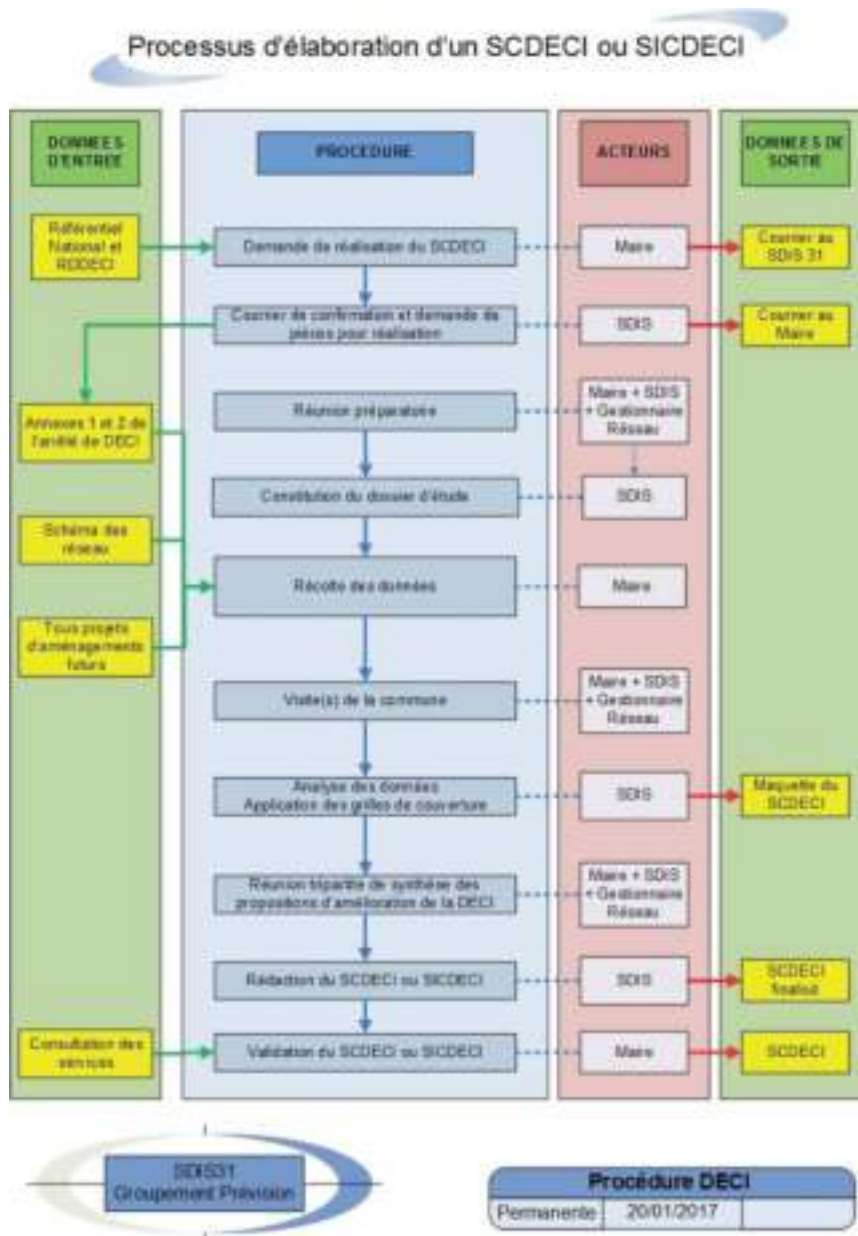 Processus d'élaboration d'un SCDECI ou SICDECI
DONNEES
D'ENTREE
PROCEDURE
ACTEURS
DONNEES DE
SORTIE
Référentiel
National et
RDDECI
Demande de réalisation du SCDECI
Maire
Courrier au
SDIS 31
Courrier de confirmation et demande de
pièces pour réalisation
SDIS
Courrier au
Maire
Annexes 1 et 2 de
l'arrêté de DECI
Réunion préparatoire
Maire + SDIS
+ Gestionnaire
Réseau
Constitution du dossier d'étude
SDIS
Schéma des
réseau
Récolte des données
Maire
Tous projets
d'aménagements
futurs
Visite(s) de la commune
Maire + SDIS
+ Gestionnaire
Réseau
Analyse des données
Application des grilles de couverture
SDIS
Maquette du
SCDECI
Réunion tripartite de synthèse des
propositions d'amélioration de la DECI
Maire + SDIS
+ Gestionnaire
Réseau
Rédaction du SCDECI ou SICDECI
SDIS
SCDECI
finalisé
Consultation des
services
Validation du SCDECI ou SICDECI
Maire
SCDECI
SDIS31
Groupement Prévision
Procédure DECI
Permanente
20/01/2017